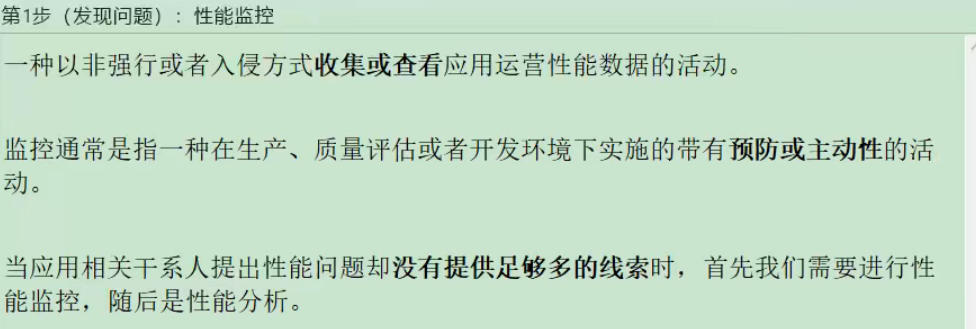 第1步（发现问题）：性能监控
一种以非强行或者入侵方式收集或查看应用运营性能数据的活动。
监控通常是指一种在生产、质量评估或者开发环境下实施的带有预防或主动性的活
动。
当应用相关干系人提出性能问题却没有提供足够多的线索时，首先我们需要进行性
能监控，随后是性能分析。